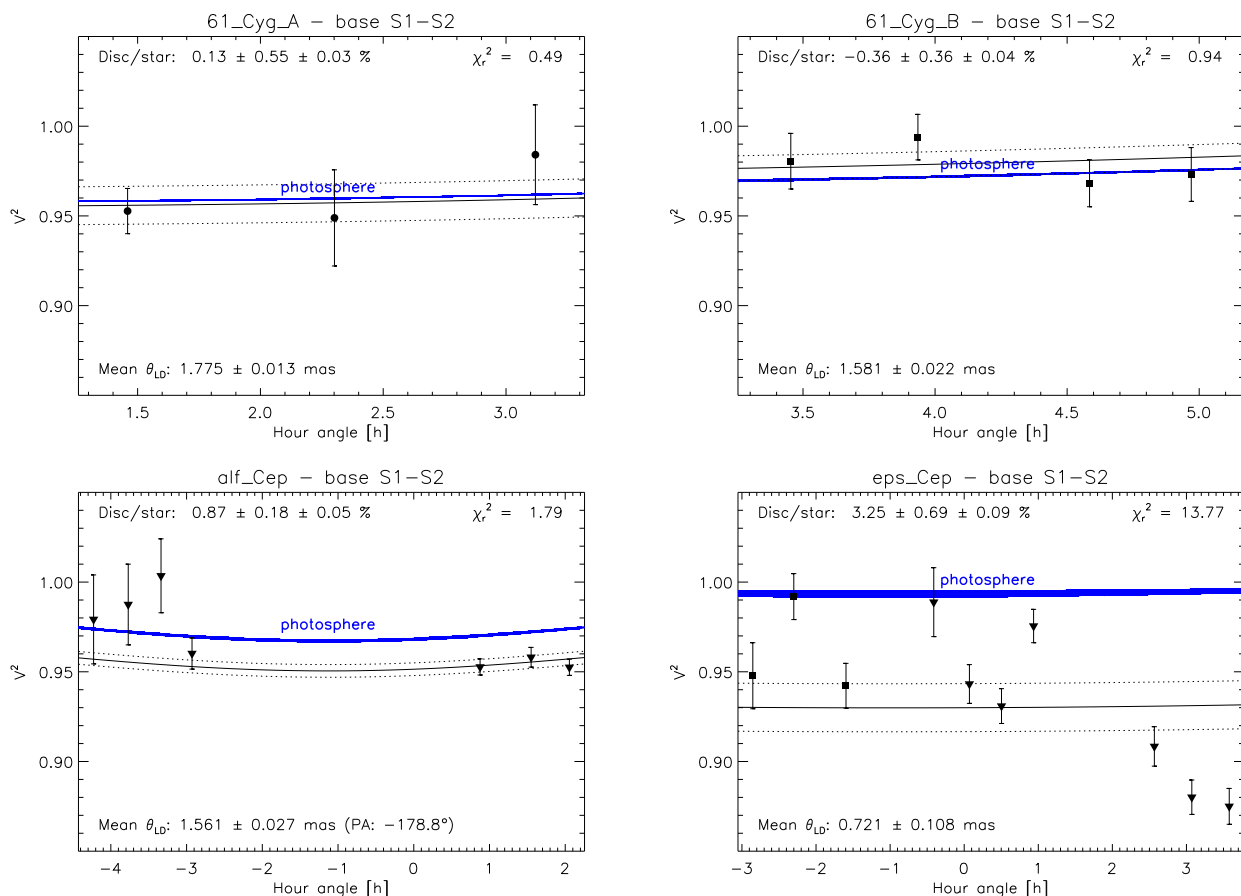 61_Cyg_A – base S1–S2
Disc/star: 0.13 ± 0.55 ± 0.03 % χr² = 0.49
1.00
photosphere
0.95
V²
0.90
Mean θLD: 1.775 ± 0.013 mas
1.5 2.0 2.5 3.0
Hour angle [h]
61_Cyg_B – base S1–S2
Disc/star: −0.36 ± 0.36 ± 0.04 % χr² = 0.94
1.00
photosphere
0.95
V²
0.90
Mean θLD: 1.581 ± 0.022 mas
3.5 4.0 4.5 5.0
Hour angle [h]
alf_Cep – base S1–S2
Disc/star: 0.87 ± 0.18 ± 0.05 % χr² = 1.79
1.00
photosphere
0.95
V²
0.90
Mean θLD: 1.561 ± 0.027 mas (PA: −178.8°)
−4 −3 −2 −1 0 1 2
Hour angle [h]
eps_Cep – base S1–S2
Disc/star: 3.25 ± 0.69 ± 0.09 % χr² = 13.77
1.00
photosphere
0.95
V²
0.90
Mean θLD: 0.721 ± 0.108 mas
−3 −2 −1 0 1 2 3
Hour angle [h]